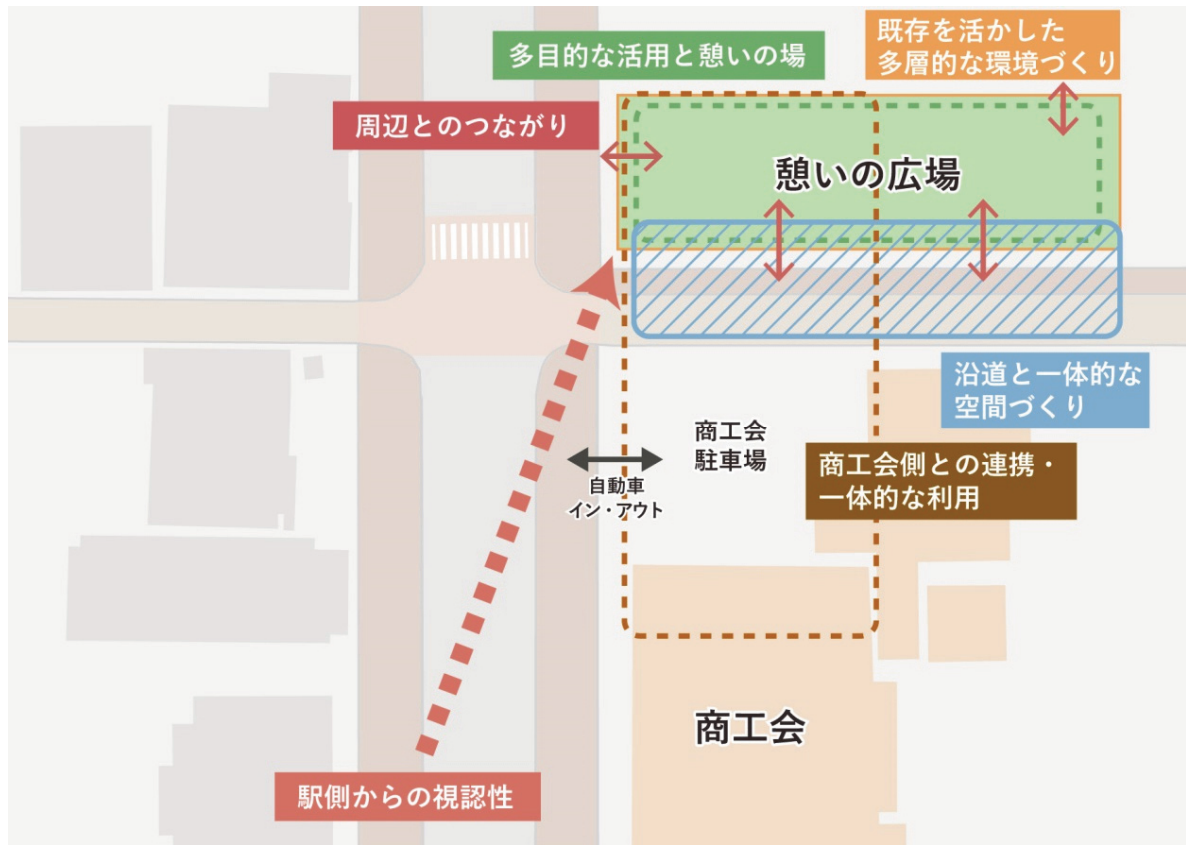 既存を活かした
多層的な環境づくり
多目的な活用と憩いの場
周辺とのつながり
憩いの広場
沿道と一体的な
空間づくり
商工会
駐車場
商工会側との連携・
一体的な利用
自動車
イン・アウト
商工会
駅側からの視認性